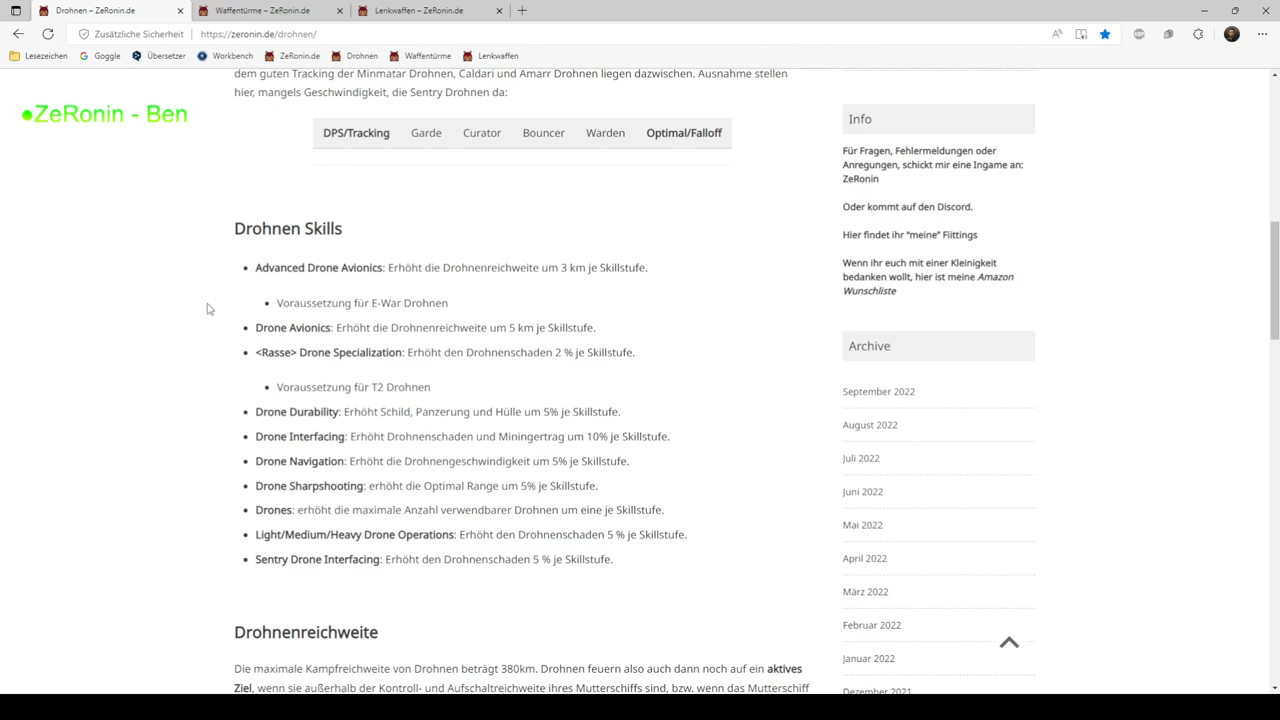 Drohnen – ZeRonin.de
Waffentürme – ZeRonin.de
Lenkwaffen – ZeRonin.de
Zusätzliche Sicherheit
https://zeronin.de/drohnen/
Lesezeichen
Goggle
Übersetzer
Workbench
ZeRonin.de
Drohnen
Waffentürme
Lenkwaffen
●ZeRonin - Ben
dem guten Tracking der Minmatar Drohnen, Caldari und Amarr Drohnen liegen dazwischen. Ausnahme stellen
hier, mangels Geschwindigkeit, die Sentry Drohnen da:
DPS/Tracking Garde Curator Bouncer Warden Optimal/Falloff
Drohnen Skills
• Advanced Drone Avionics: Erhöht die Drohnenreichweite um 3 km je Skillstufe.
• Voraussetzung für E-War Drohnen
• Drone Avionics: Erhöht die Drohnenreichweite um 5 km je Skillstufe.
• <Rasse> Drone Specialization: Erhöht den Drohnenschaden 2 % je Skillstufe.
• Voraussetzung für T2 Drohnen
• Drone Durability: Erhöht Schild, Panzerung und Hülle um 5% je Skillstufe.
• Drone Interfacing: Erhöht Drohnenschaden und Miningertrag um 10% je Skillstufe.
• Drone Navigation: Erhöht die Drohnengeschwindigkeit um 5% je Skillstufe.
• Drone Sharpshooting: erhöht die Optimal Range um 5% je Skillstufe.
• Drones: erhöht die maximale Anzahl verwendbarer Drohnen um eine je Skillstufe.
• Light/Medium/Heavy Drone Operations: Erhöht den Drohnenschaden 5 % je Skillstufe.
• Sentry Drone Interfacing: Erhöht den Drohnenschaden 5 % je Skillstufe.
Drohnenreichweite
Die maximale Kampfreichweite von Drohnen beträgt 380km. Drohnen feuern also auch dann noch auf ein aktives
Ziel, wenn sie außerhalb der Kontroll- und Aufschaltreichweite ihres Mutterschiffs sind, bzw. wenn das Mutterschiff
Info
Für Fragen, Fehlermeldungen oder
Anregungen, schickt mir eine Ingame an:
ZeRonin
Oder kommt auf den Discord.
Hier findet ihr "meine" Fiittings
Wenn ihr euch mit einer Kleinigkeit
bedanken wollt, hier ist meine Amazon
Wunschliste
Archive
September 2022
August 2022
Juli 2022
Juni 2022
Mai 2022
April 2022
März 2022
Februar 2022
Januar 2022
Dezember 2021